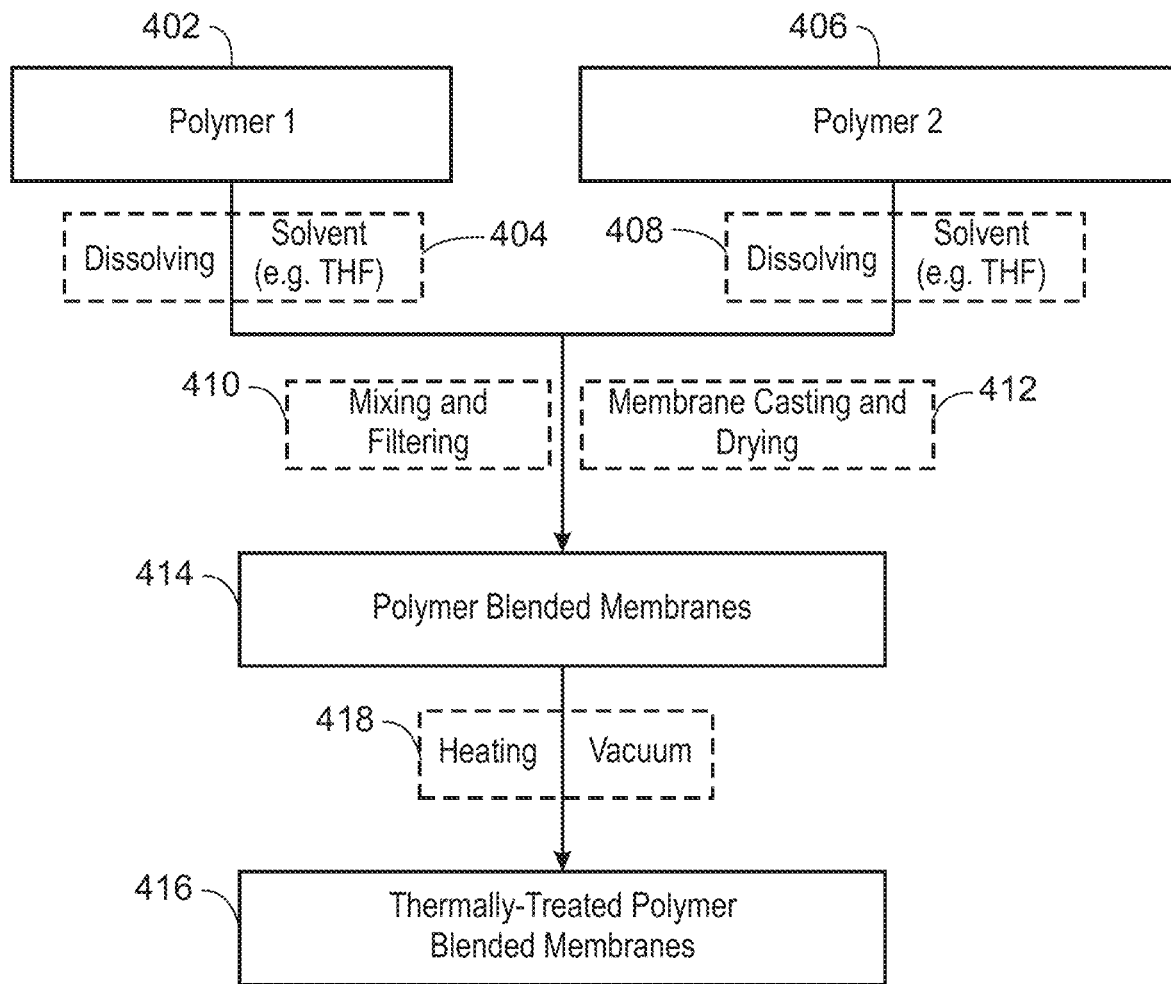 402
406
Polymer 1
Polymer 2
Dissolving
Solvent
(e.g. THF)
404
408
Dissolving
Solvent
(e.g. THF)
410
Mixing and
Filtering
Membrane Casting and
Drying
412
414
Polymer Blended Membranes
418
Heating
Vacuum
416
Thermally-Treated Polymer
Blended Membranes